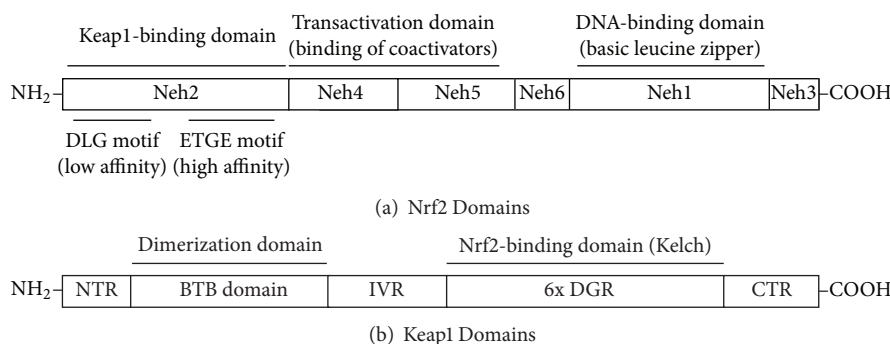 Keap1-binding domain
Transactivation domain
(binding of coactivators)
DNA-binding domain
(basic leucine zipper)
NH2 Neh2 Neh4 Neh5 Neh6 Neh1 Neh3 COOH
DLG motif
(low affinity)
ETGE motif
(high affinity)
(a) Nrf2 Domains
Dimerization domain
Nrf2-binding domain (Kelch)
NH2 NTR BTB domain IVR 6x DGR CTR COOH
(b) Keap1 Domains